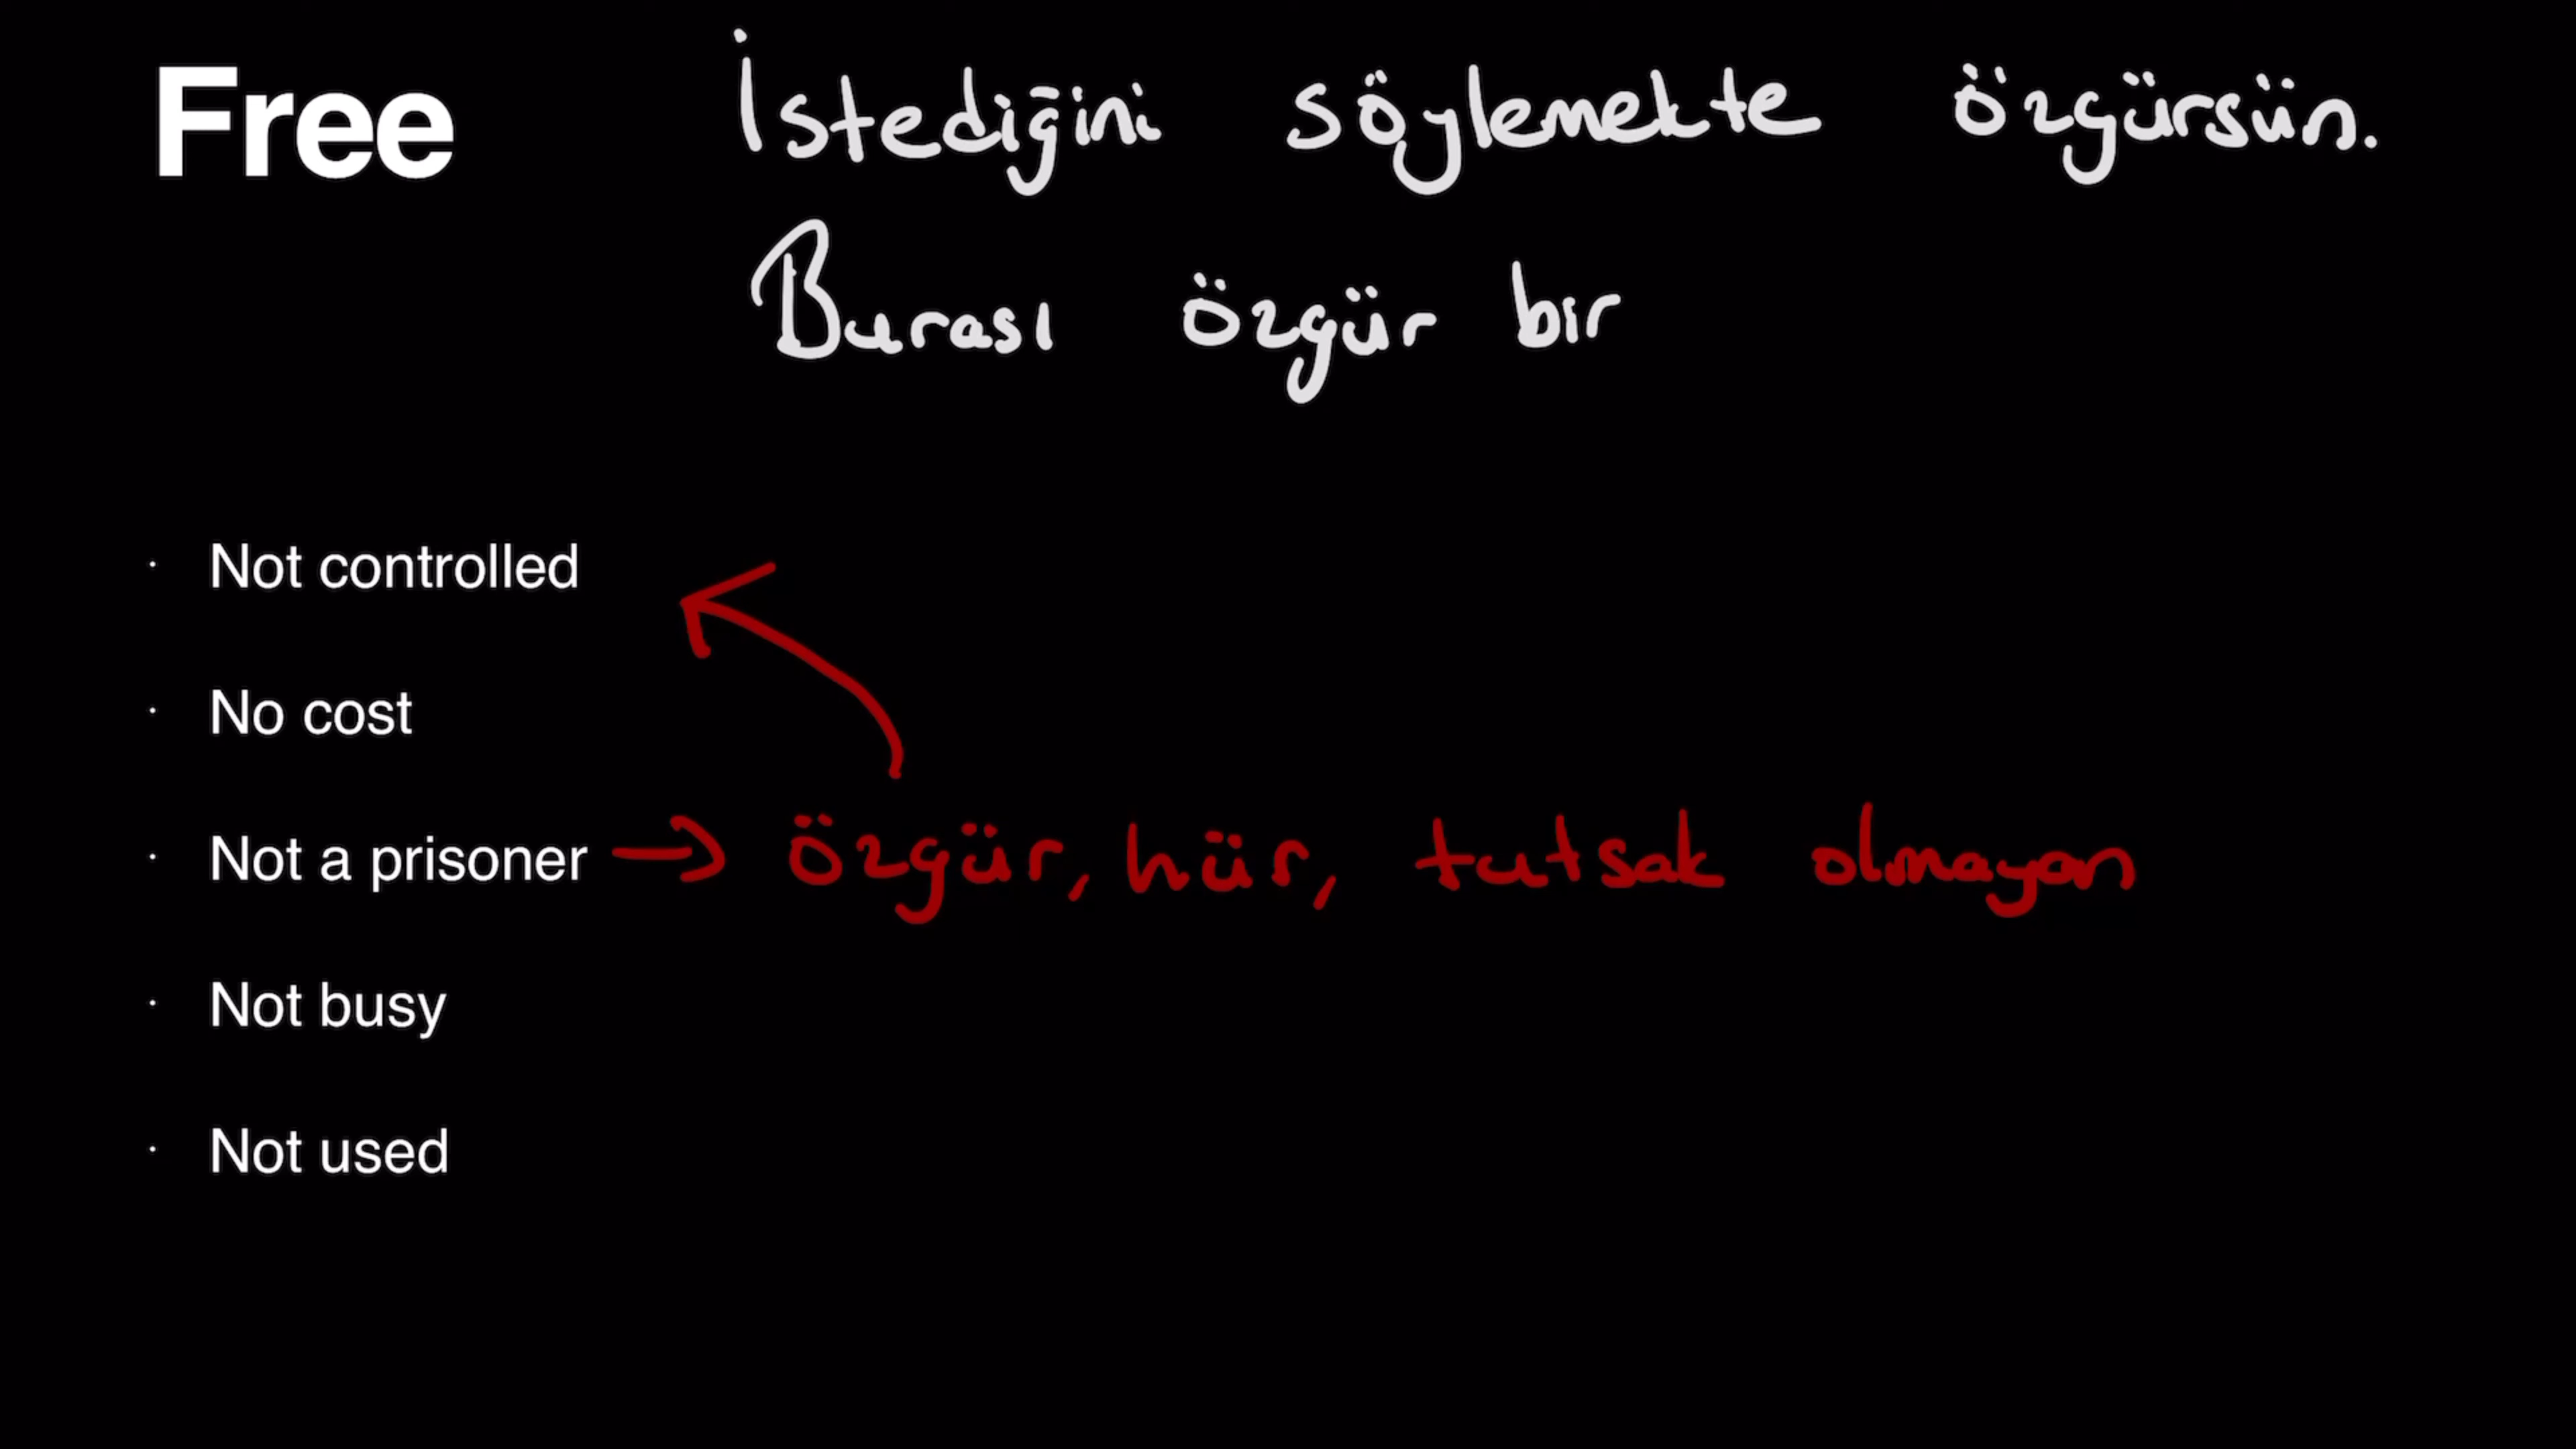 Free
İstediğini söylemekte özgürsün.
Burası özgür bir
· Not controlled
· No cost
· Not a prisoner → özgür, hür, tutsak olmayan
· Not busy
· Not used